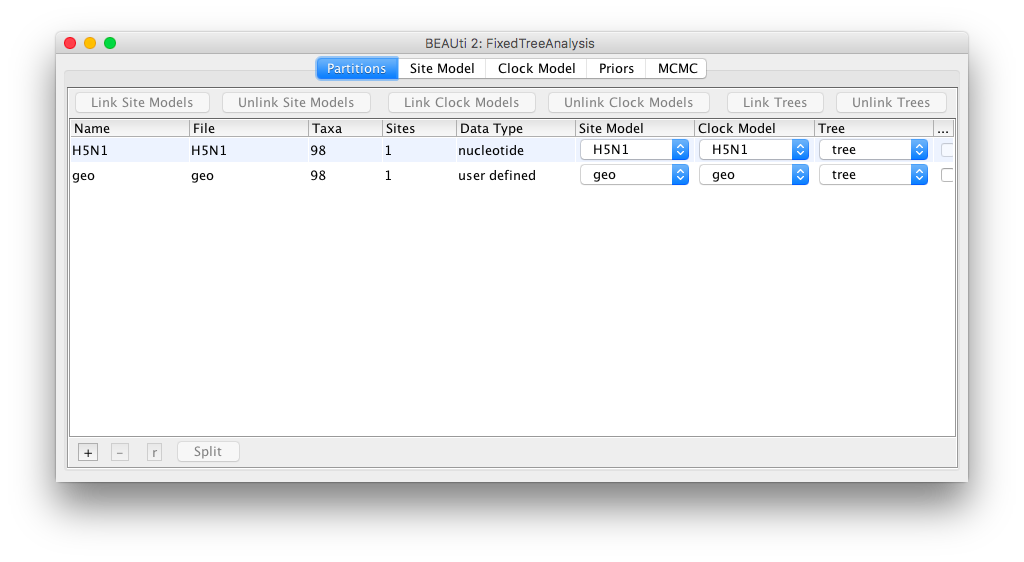 BEAUti 2: FixedTreeAnalysis
Partitions Site Model Clock Model Priors MCMC
Link Site Models Unlink Site Models Link Clock Models Unlink Clock Models Link Trees Unlink Trees
Name File Taxa Sites Data Type Site Model Clock Model Tree ...
H5N1 H5N1 98 1 nucleotide H5N1 H5N1 tree
geo geo 98 1 user defined geo geo tree
+ - r Split